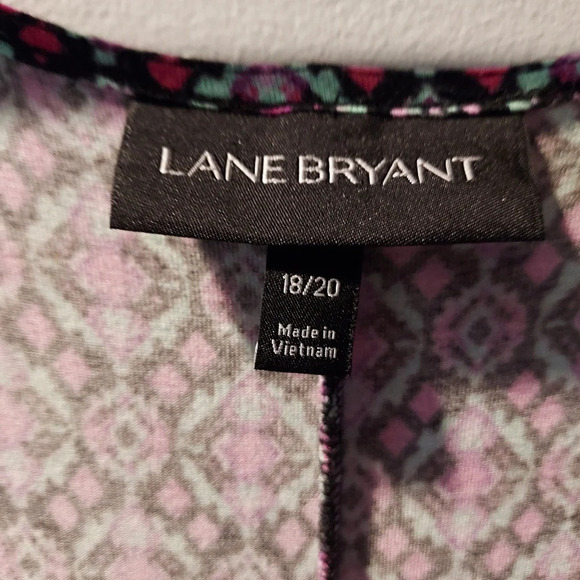 LANE BRYANT
18/20
Made in
Vietnam